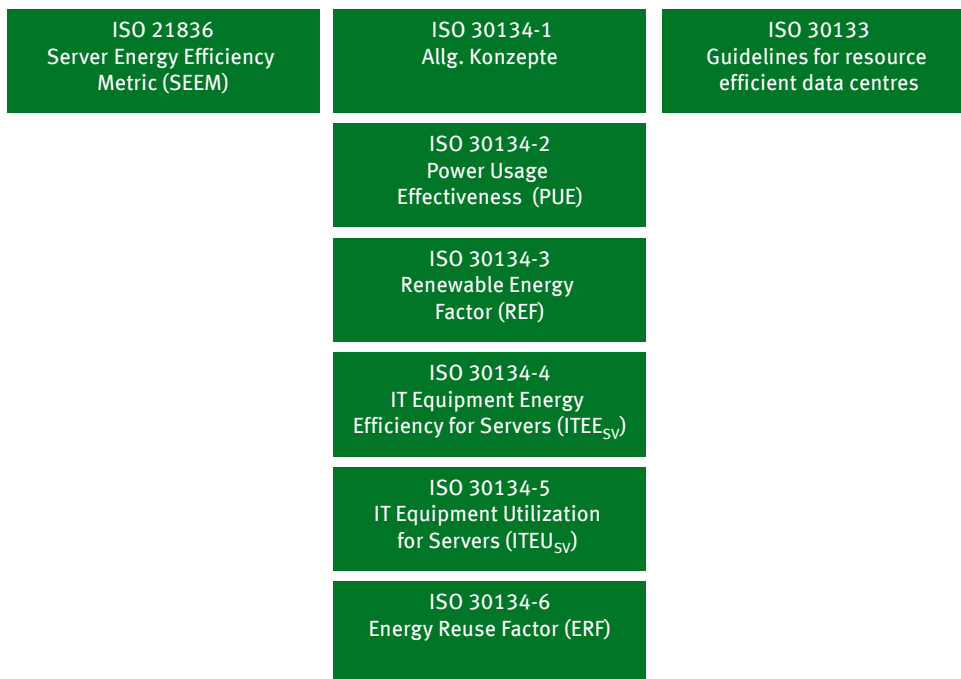 ISO 21836
Server Energy Efficiency
Metric (SEEM)
ISO 30134-1
Allg. Konzepte
ISO 30133
Guidelines for resource
efficient data centres
ISO 30134-2
Power Usage
Effectiveness (PUE)
ISO 30134-3
Renewable Energy
Factor (REF)
ISO 30134-4
IT Equipment Energy
Efficiency for Servers (ITEE_SV)
ISO 30134-5
IT Equipment Utilization
for Servers (ITEU_SV)
ISO 30134-6
Energy Reuse Factor (ERF)